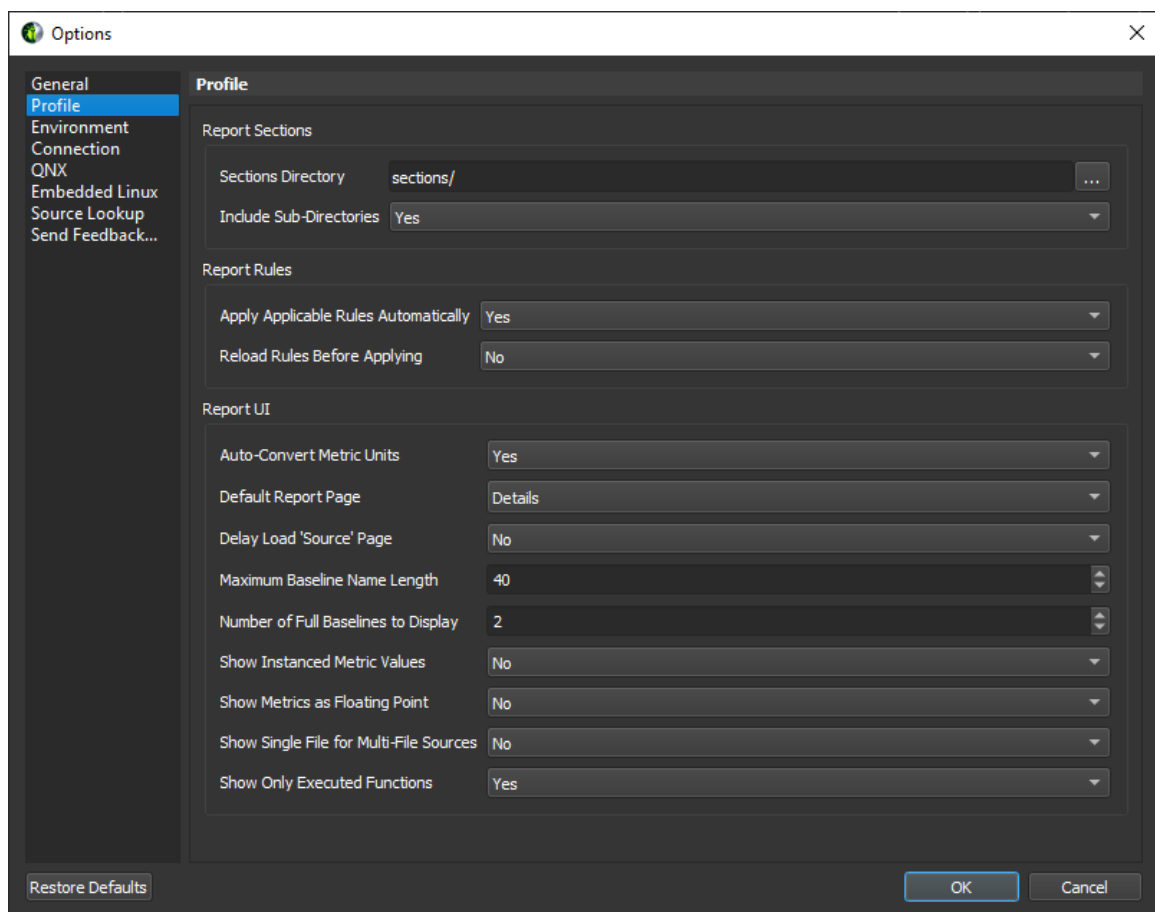 Options
General
Profile
Environment
Connection
QNX
Embedded Linux
Source Lookup
Send Feedback...
Profile
Report Sections
Sections Directory sections/ ...
Include Sub-Directories Yes
Report Rules
Apply Applicable Rules Automatically Yes
Reload Rules Before Applying No
Report UI
Auto-Convert Metric Units Yes
Default Report Page Details
Delay Load 'Source' Page No
Maximum Baseline Name Length 40
Number of Full Baselines to Display 2
Show Instanced Metric Values No
Show Metrics as Floating Point No
Show Single File for Multi-File Sources No
Show Only Executed Functions Yes
Restore Defaults OK Cancel